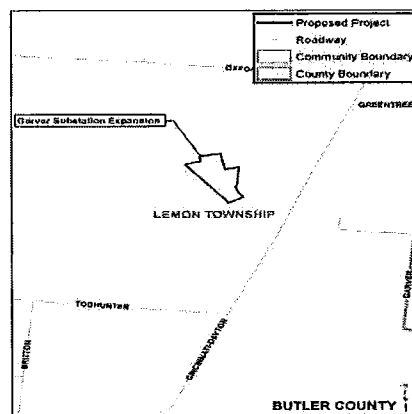 Proposed Project
Roadway
Community Boundary
County Boundary
GREENTREE
Garver Substation Expansion
LEMON TOWNSHIP
TODHUNTER
BRITTON
CINCINNATI-DAYTON
GARVER
BUTLER COUNTY